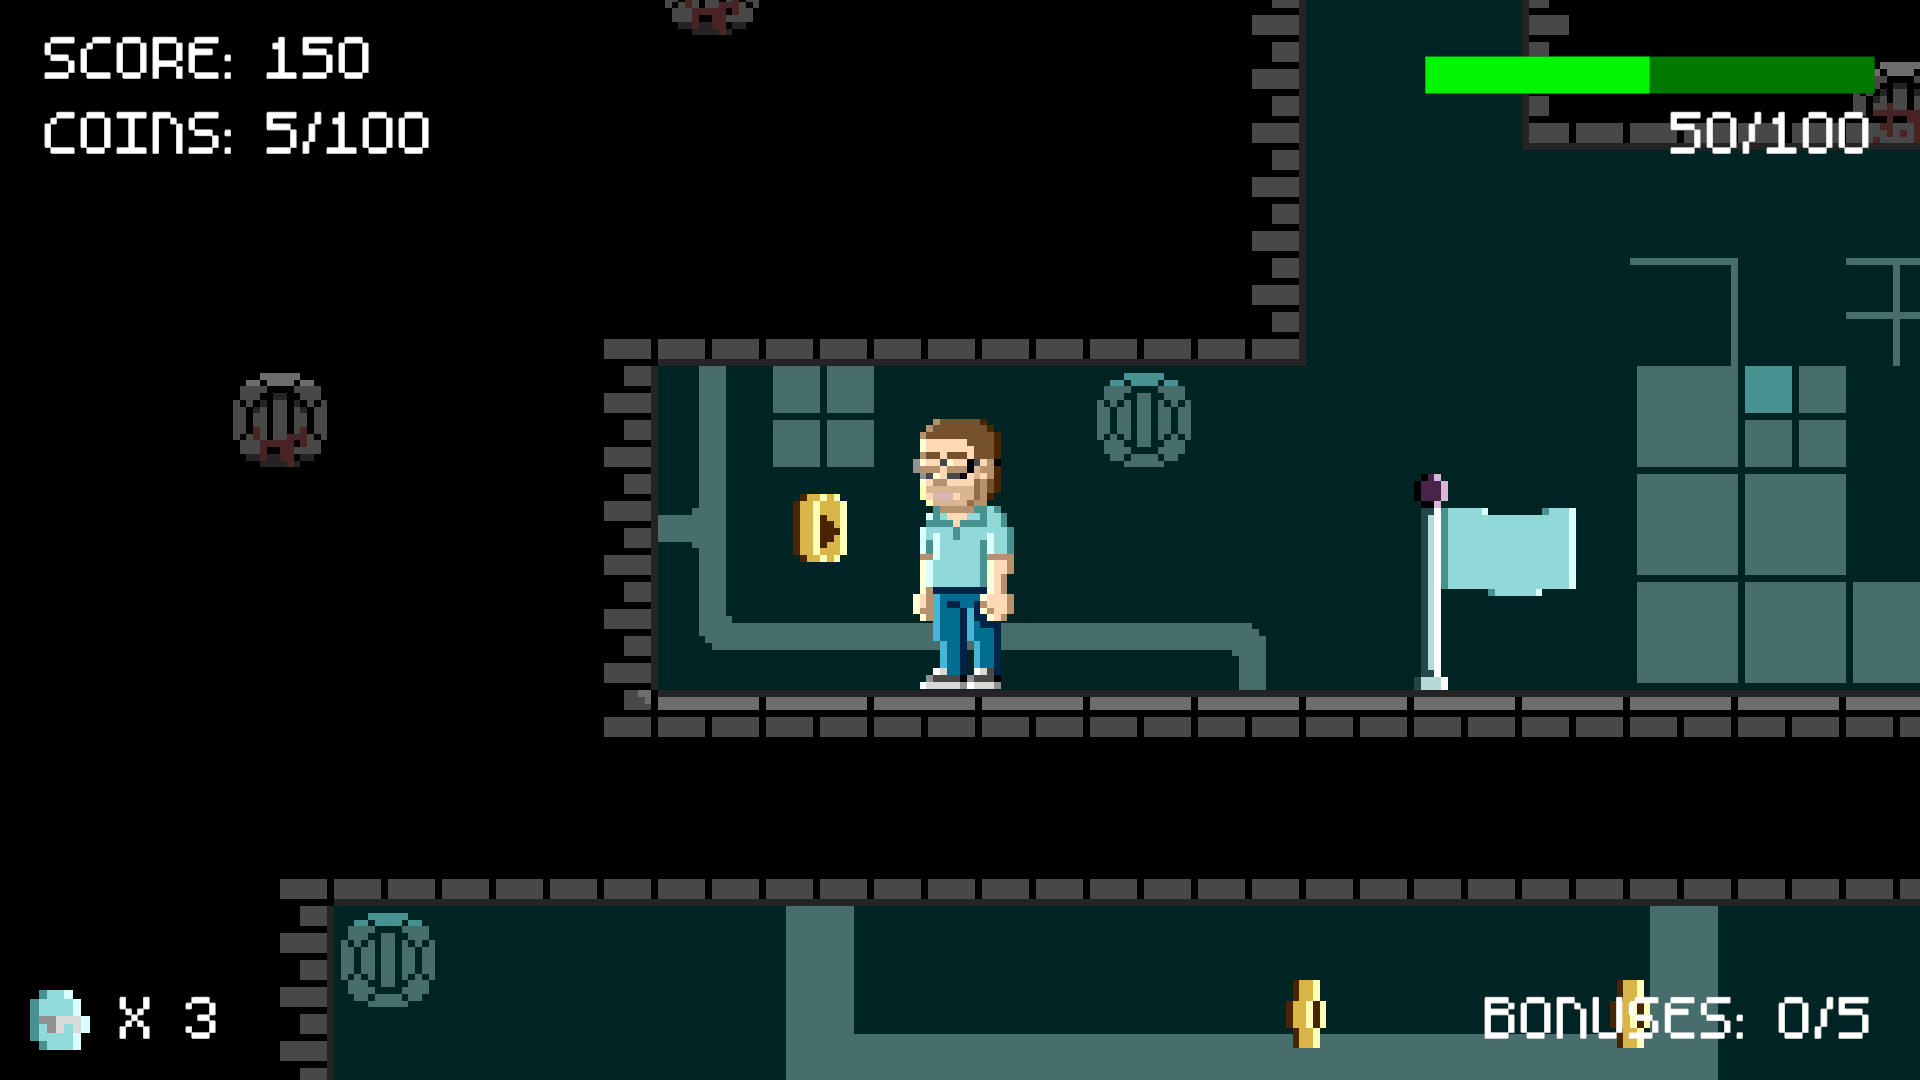 SCORE: 150
COINS: 5/100
50/100
X 3
BONUSES: 0/5